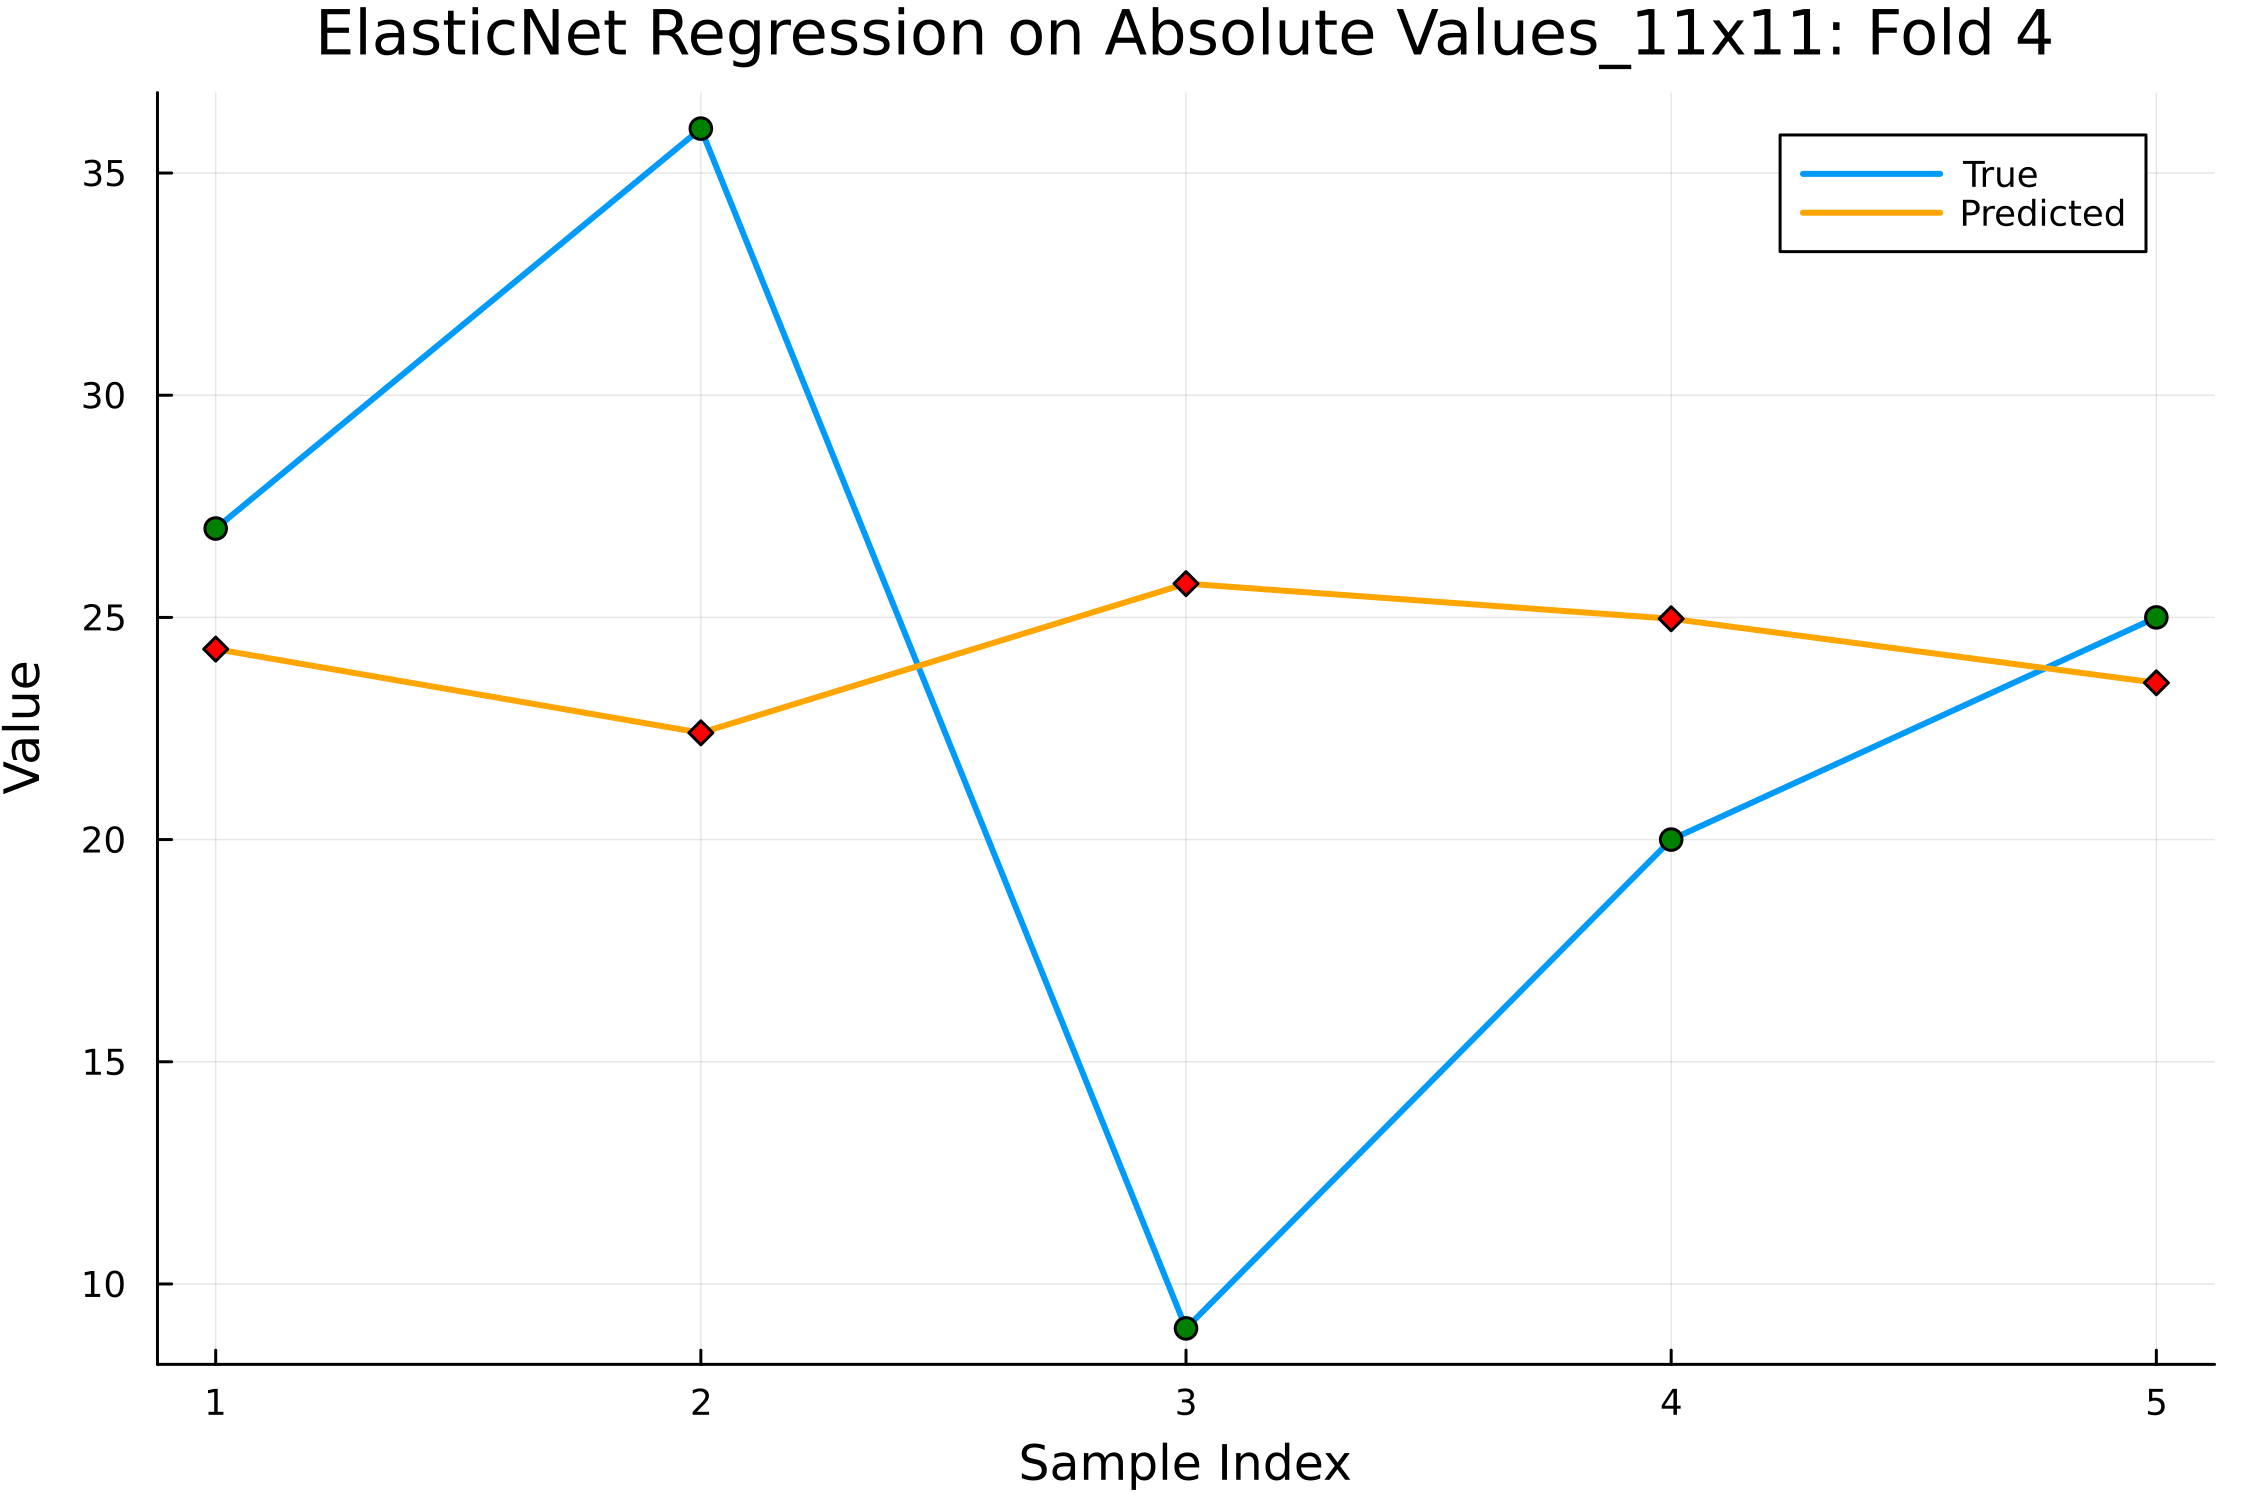 ElasticNet Regression on Absolute Values_11x11: Fold 4
True
Predicted
35
30
25
20
15
10
Value
1 2 3 4 5
Sample Index